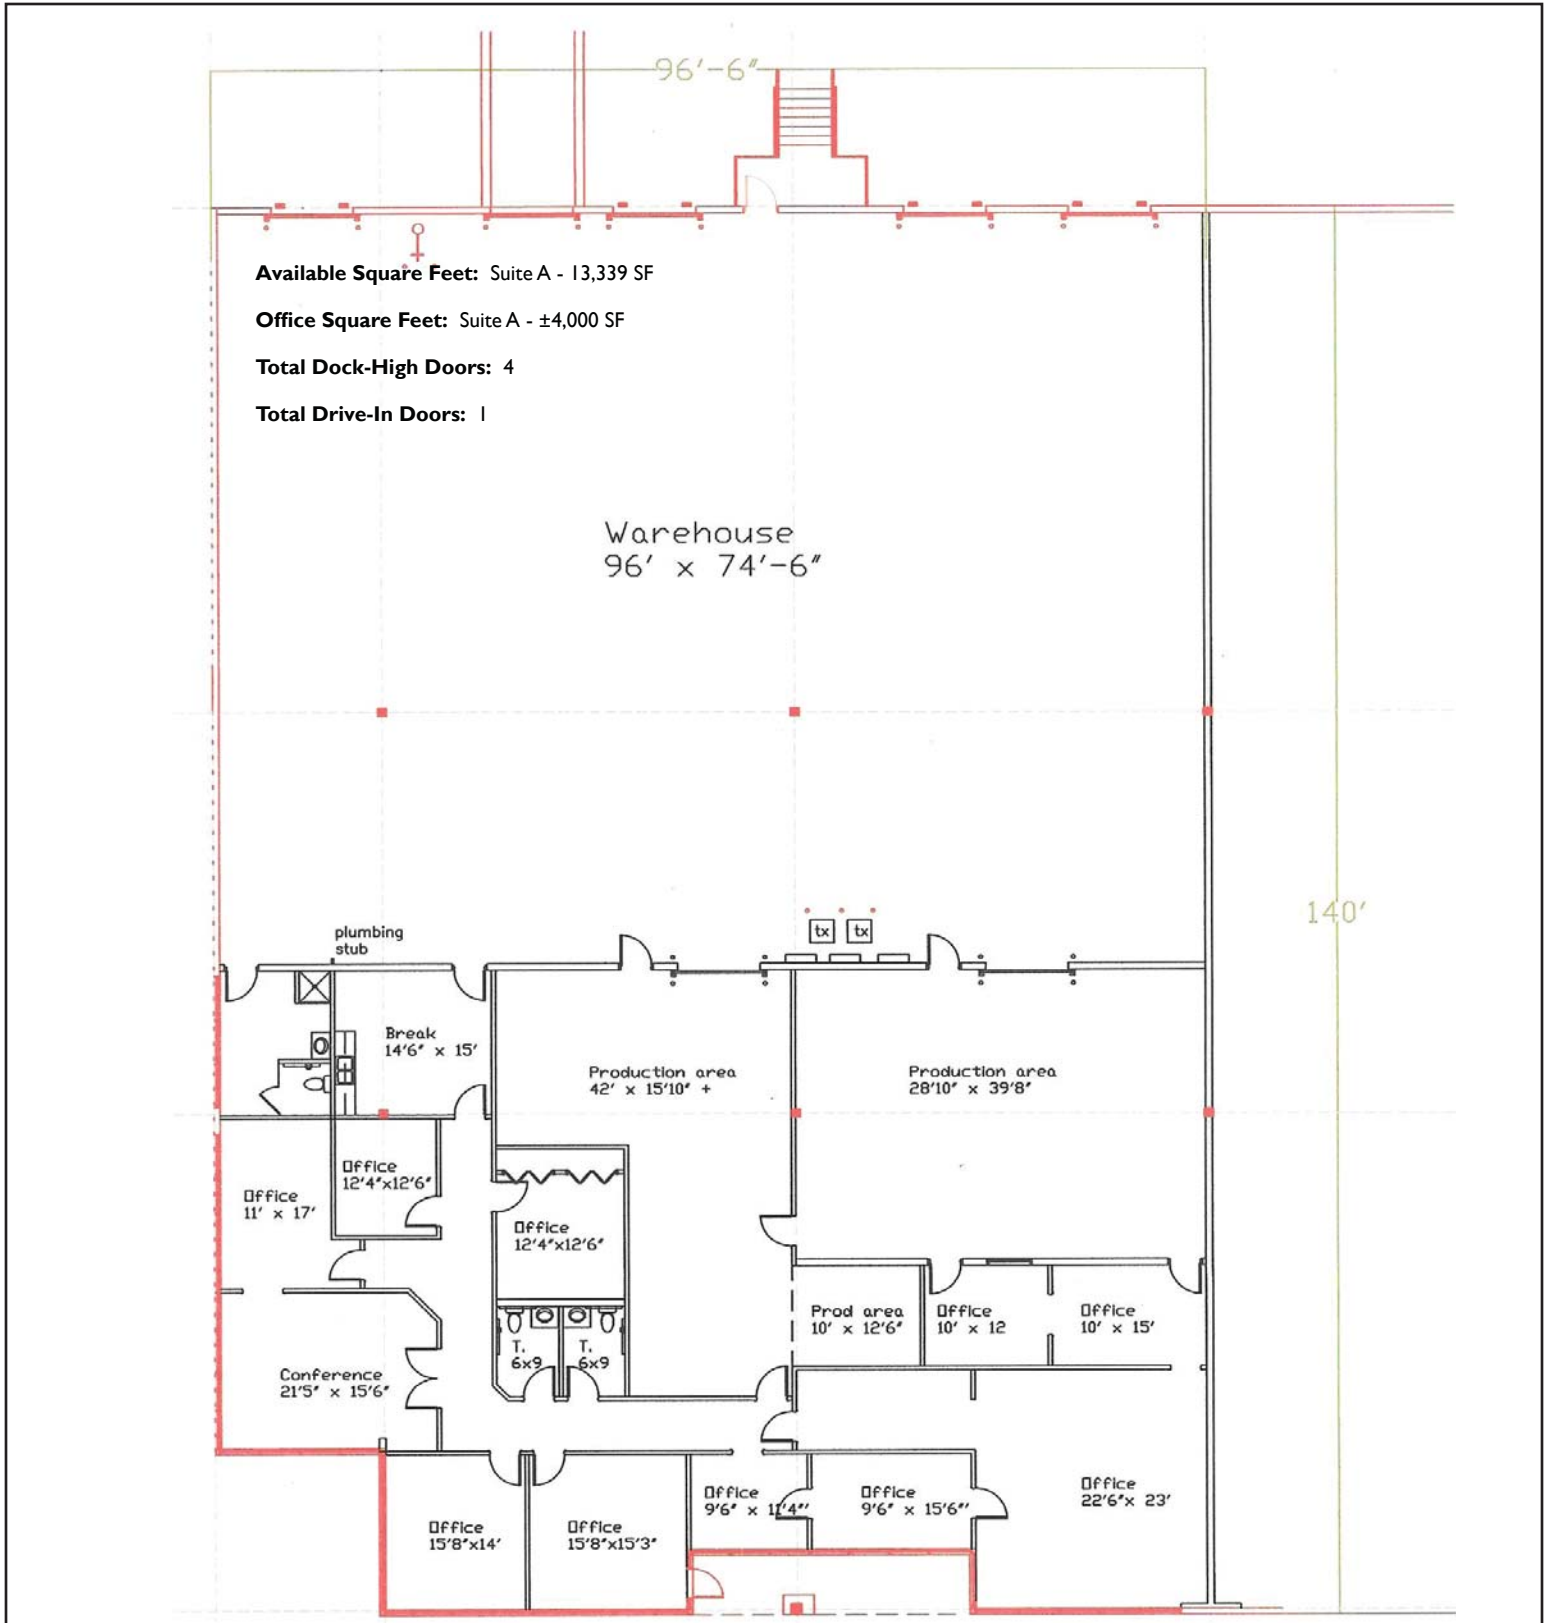 96'-6"
Available Square Feet: Suite A - 13,339 SF
Office Square Feet: Suite A - ±4,000 SF
Total Dock-High Doors: 4
Total Drive-In Doors: 1
Warehouse
96' x 74'-6"
140'
tx tx
plumbing
stub
Break
14'6" x 15'
Production area
42' x 15'10" +
Production area
28'10" x 39'8"
Office
12'4"x12'6"
Office
11' x 17'
Office
12'4"x12'6"
Prod area
10' x 12'6"
Office
10' x 12
Office
10' x 15'
T.
6x9
T.
6x9
Conference
21'5" x 15'6"
Office
9'6" x 11'4"'
Office
9'6" x 15'6"'
Office
22'6"x 23'
Office
15'8"x14'
Office
15'8"x15'3"